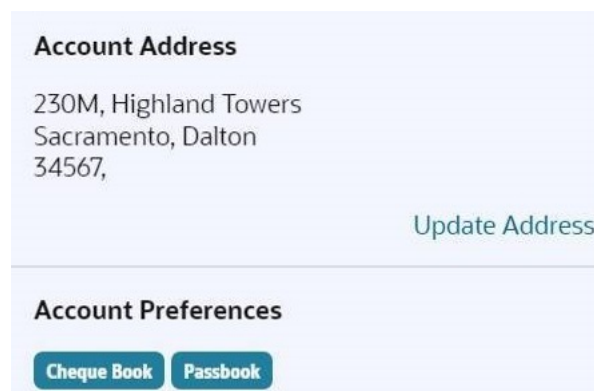 Account Address
230M, Highland Towers
Sacramento, Dalton
34567,
Update Address
Account Preferences
Cheque Book Passbook